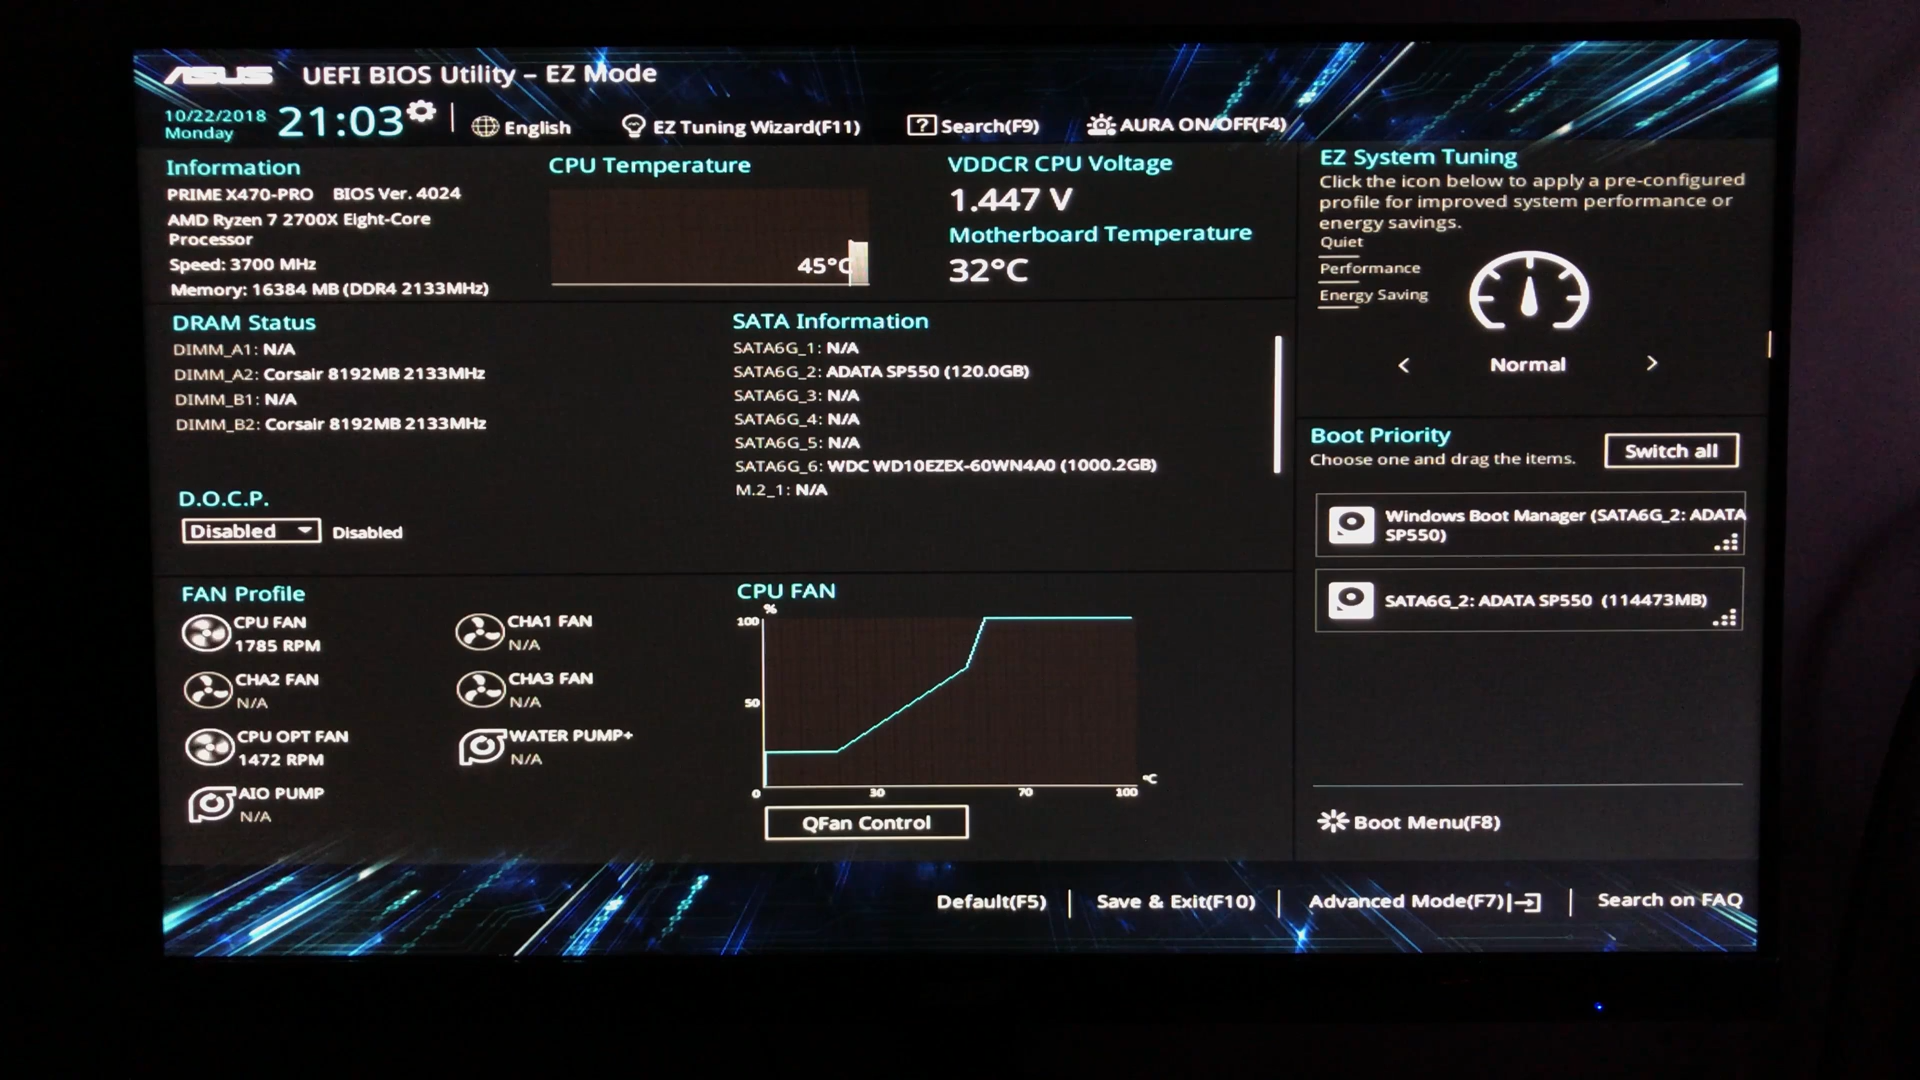 ASUS UEFI BIOS Utility – EZ Mode
10/22/2018
Monday
21:03
English
EZ Tuning Wizard(F11)
Search(F9)
AURA ON/OFF(F4)
Information
PRIME X470-PRO BIOS Ver. 4024
AMD Ryzen 7 2700X Eight-Core
Processor
Speed: 3700 MHz
Memory: 16384 MB (DDR4 2133MHz)
CPU Temperature
45°C
VDDCR CPU Voltage
1.447 V
Motherboard Temperature
32°C
EZ System Tuning
Click the icon below to apply a pre-configured
profile for improved system performance or
energy savings.
Quiet
Performance
Energy Saving
< Normal >
DRAM Status
DIMM_A1: N/A
DIMM_A2: Corsair 8192MB 2133MHz
DIMM_B1: N/A
DIMM_B2: Corsair 8192MB 2133MHz
SATA Information
SATA6G_1: N/A
SATA6G_2: ADATA SP550 (120.0GB)
SATA6G_3: N/A
SATA6G_4: N/A
SATA6G_5: N/A
SATA6G_6: WDC WD10EZEX-60WN4A0 (1000.2GB)
M.2_1: N/A
D.O.C.P.
Disabled Disabled
Boot Priority
Choose one and drag the items.
Switch all
Windows Boot Manager (SATA6G_2: ADATA
SP550)
SATA6G_2: ADATA SP550 (114473MB)
FAN Profile
CPU FAN
1785 RPM
CHA1 FAN
N/A
CHA2 FAN
N/A
CHA3 FAN
N/A
CPU OPT FAN
1472 RPM
WATER PUMP+
N/A
AIO PUMP
N/A
CPU FAN
%
100
50
0 30 70 100
°C
QFan Control
Boot Menu(F8)
Default(F5)
Save & Exit(F10)
Advanced Mode(F7)
Search on FAQ